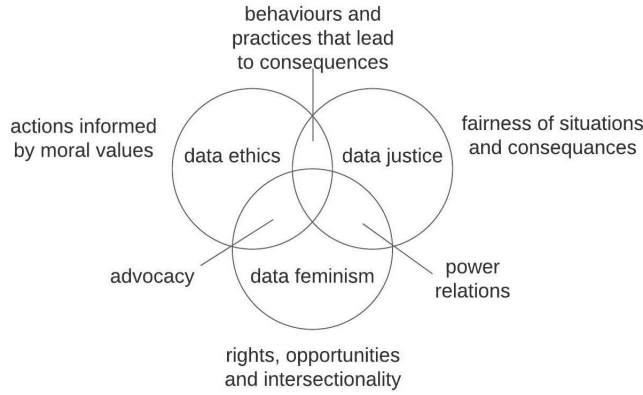 behaviours and
practices that lead
to consequences
actions informed
by moral values
data ethics
data justice
fairness of situations
and consequances
advocacy
data feminism
power
relations
rights, opportunities
and intersectionality